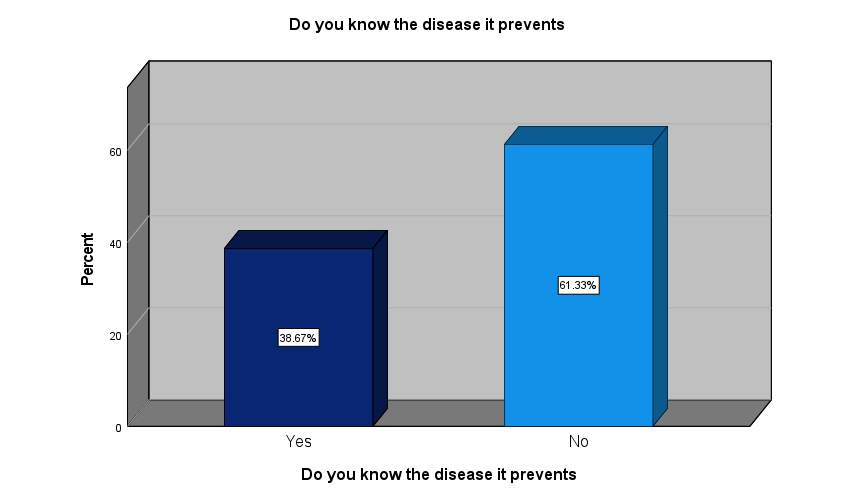 Do you know the disease it prevents
Percent
60
40
20
0
38.67%
61.33%
Yes
No
Do you know the disease it prevents